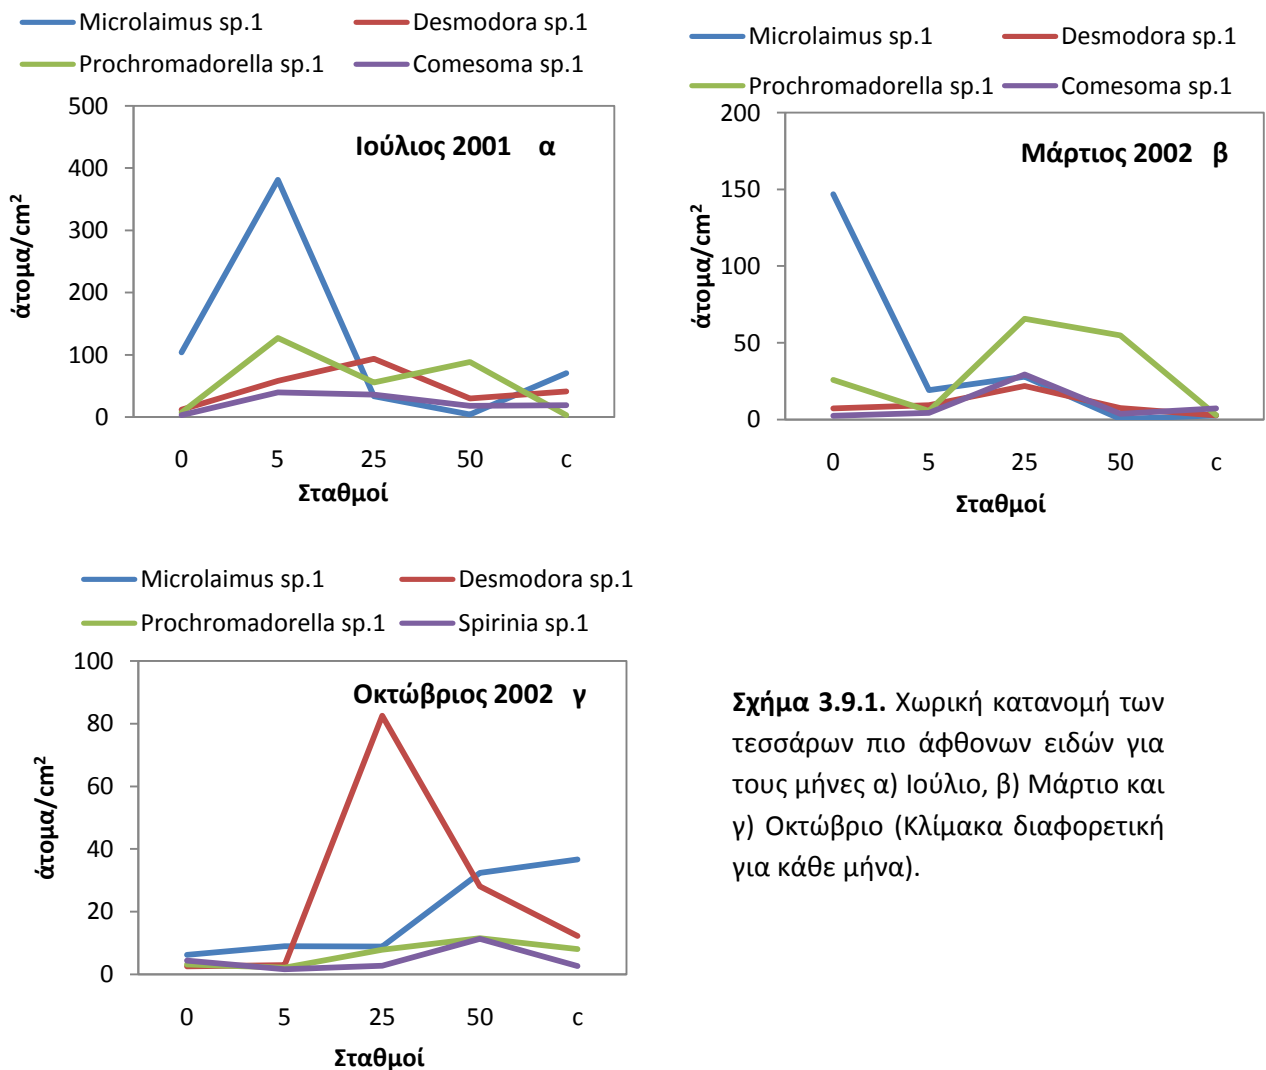 Microlaimus sp.1 Desmodora sp.1
Prochromadorella sp.1 Comesoma sp.1
500
400
300
200
100
0
άτομα/cm²
Ιούλιος 2001 α
0 5 25 50 c
Σταθμοί
Microlaimus sp.1 Desmodora sp.1
Prochromadorella sp.1 Comesoma sp.1
200
150
100
50
0
άτομα/cm²
Μάρτιος 2002 β
0 5 25 50 c
Σταθμοί
Microlaimus sp.1 Desmodora sp.1
Prochromadorella sp.1 Spirinia sp.1
100
80
60
40
20
0
άτομα/cm²
Οκτώβριος 2002 γ
0 5 25 50 c
Σταθμοί
Σχήμα 3.9.1. Χωρική κατανομή των
τεσσάρων πιο άφθονων ειδών για
τους μήνες α) Ιούλιο, β) Μάρτιο και
γ) Οκτώβριο (Κλίμακα διαφορετική
για κάθε μήνα).